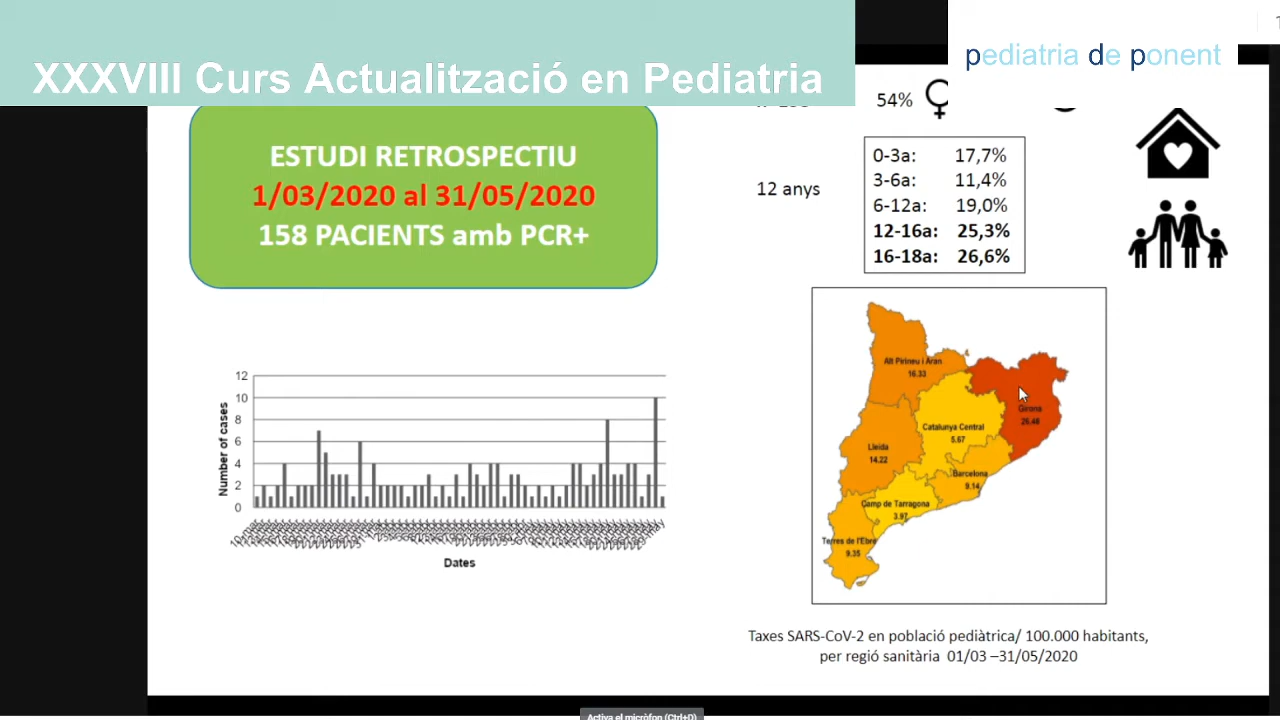 XXXVIII Curs Actualització en Pediatria
pediatria de ponent
ESTUDI RETROSPECTIU
1/03/2020 al 31/05/2020
158 PACIENTS amb PCR+
54%
12 anys
0-3a: 17,7%
3-6a: 11,4%
6-12a: 19,0%
12-16a: 25,3%
16-18a: 26,6%
12
10
8
6
4
2
0
Number of cases
Dates
Alt Pirineu i Aran
16.33
Girona
26.48
Catalunya Central
5.67
Lleida
14.22
Barcelona
9.14
Camp de Tarragona
3.97
Terres de l'Ebre
9.35
Taxes SARS-CoV-2 en població pediàtrica/ 100.000 habitants,
per regió sanitària 01/03 –31/05/2020
Activa el micròfon (Ctrl+D)